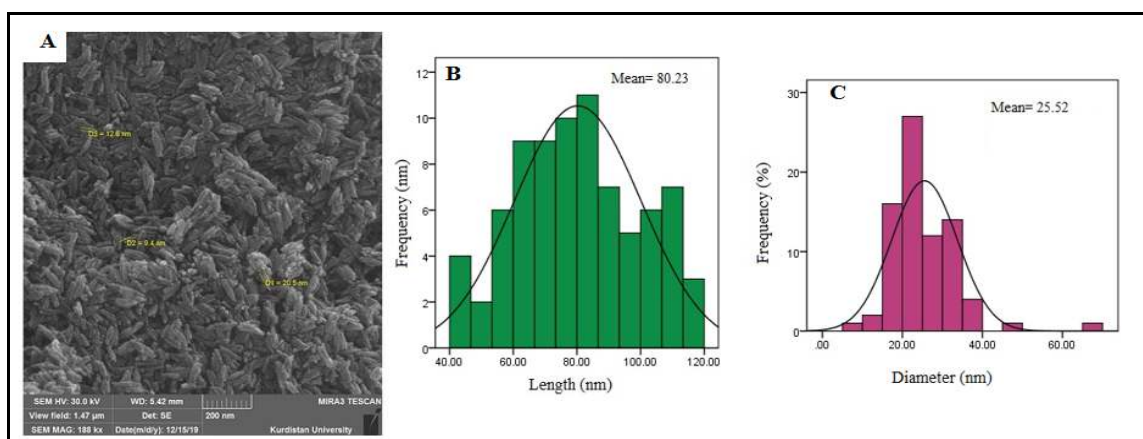 A
D3 = 12.6 nm
D2 = 9.4 nm
D1 = 20.5 nm
SEM HV: 30.0 kV WD: 5.42 mm MIRA3 TESCAN
View field: 1.47 µm Det: SE 200 nm
SEM MAG: 188 kx Date(m/d/y): 12/15/19 Kurdistan University
B
Mean= 80.23
Frequency (nm)
12
10
8
6
4
2
0
40.00 60.00 80.00 100.00 120.00
Length (nm)
C
Mean= 25.52
Frequency (%)
30
20
10
0
.00 20.00 40.00 60.00
Diameter (nm)